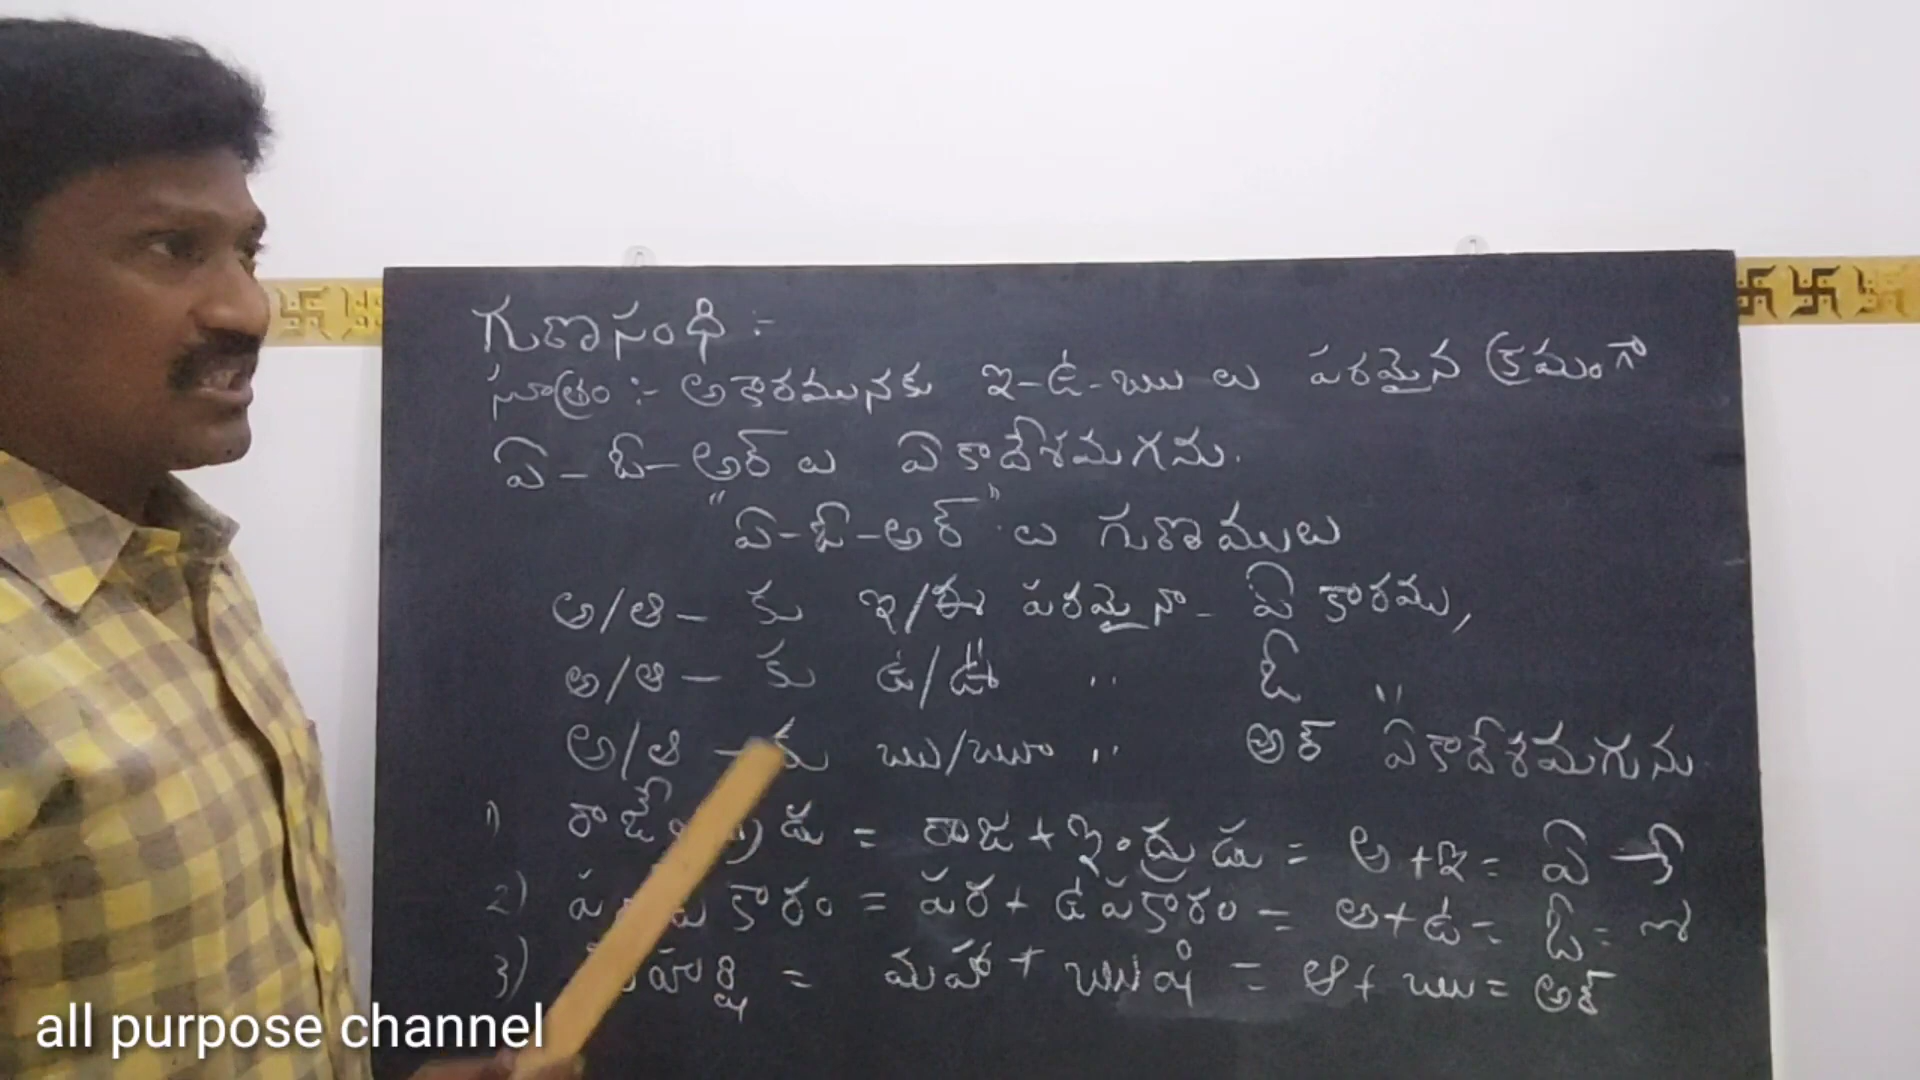 గుణసంధి :-
సూత్రం :- అకారమునకు ఇ-ఉ-ఋ లు పరమైన క్రమంగా
ఏ - ఓ - అర్ లు ఏకాదేశమగను.
"ఏ-ఓ-అర్" లు గుణములు
అ/ఆ - కు ఇ/ఈ పరమైనా - ఏ కారము,
అ/ఆ - కు ఉ/ఊ " ఓ "
అ/ఆ - కు ఋ/ౠ " అర్ ఏకాదేశమగును
1) రాజేంద్రుడు = రాజ + ఇంద్రుడు = అ + ఇ = ఏ ే
2) కారం = పర + ఉపకారం = అ + ఉ = ఓ = ో
3) మహర్షి = మహా + ఋషి = ఆ + ఋ = అర్
all purpose channel